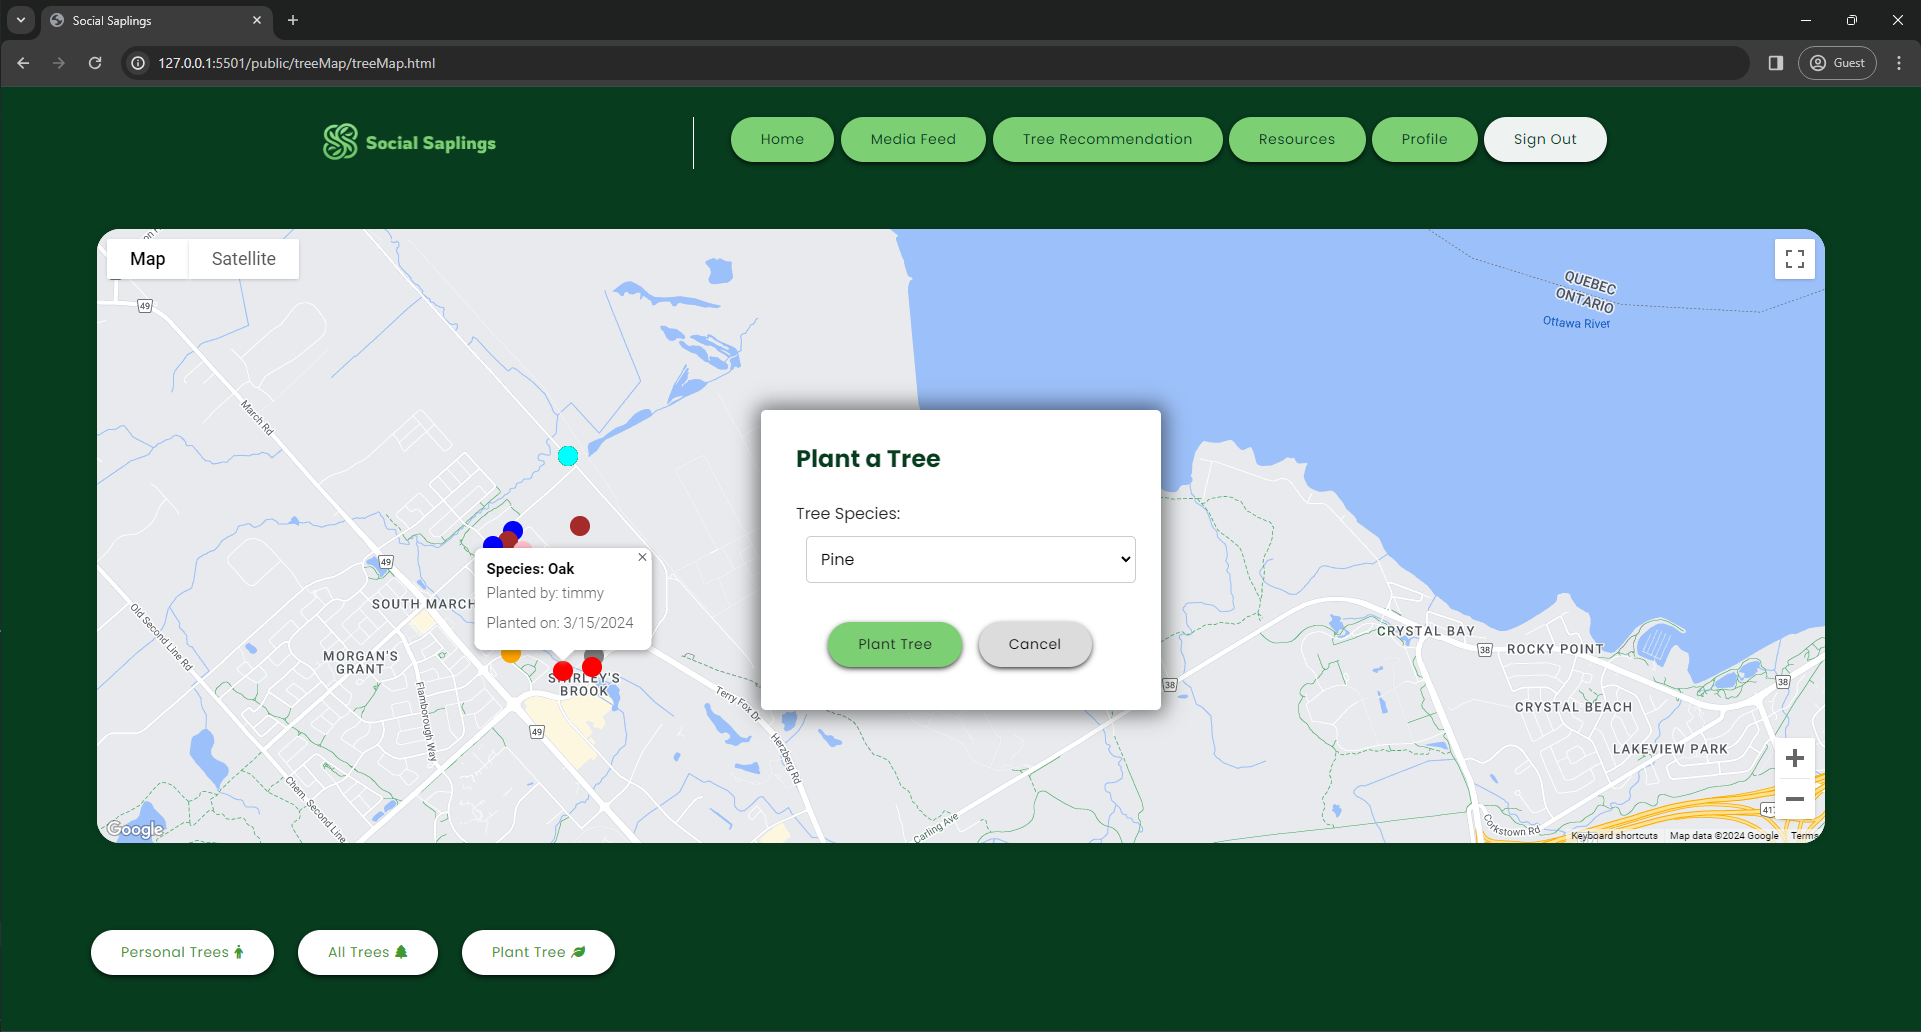 Social Saplings
127.0.0.1:5501/public/treeMap/treeMap.html
Guest
Social Saplings
Home
Media Feed
Tree Recommendation
Resources
Profile
Sign Out
Map
Satellite
49
QUEBEC
ONTARIO
Ottawa River
March Rd
Plant a Tree
Tree Species:
Pine
Plant Tree
Cancel
49
Species: Oak
Planted by: timmy
Planted on: 3/15/2024
SOUTH MARCH
Old Second Line Rd
MORGAN'S
GRANT
SHIRLEY'S
BROOK
Flamborough Way
49
Terry Fox Dr
Herzberg Rd
38
CRYSTAL BAY
38
ROCKY POINT
38
CRYSTAL BEACH
LAKEVIEW PARK
417
Chem. Second Line
Carling Ave
Corkstown Rd
Google
Keyboard shortcuts
Map data ©2024 Google
Terms
Personal Trees
All Trees
Plant Tree